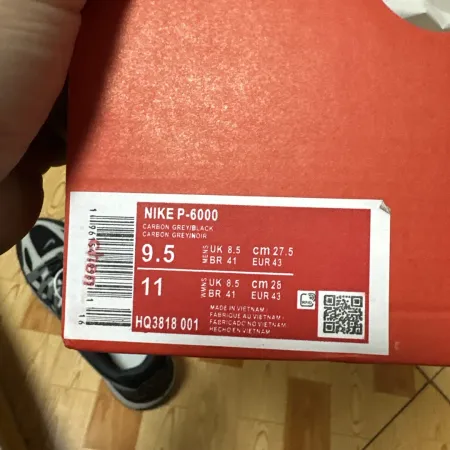 NIKE P-6000
CARBON GREY/BLACK
CARBON GREY/NOIR
9.5 MENS UK 8.5 cm 27.5
BR 41 EUR 43
11 WMNS UK 8.5 cm 28
BR 41 EUR 43
HQ3818 001
MADE IN VIETNAM
FABRIQUE AU VIETNAM
FABRICADO NO VIETNAM
HECHO EN VIETNAM